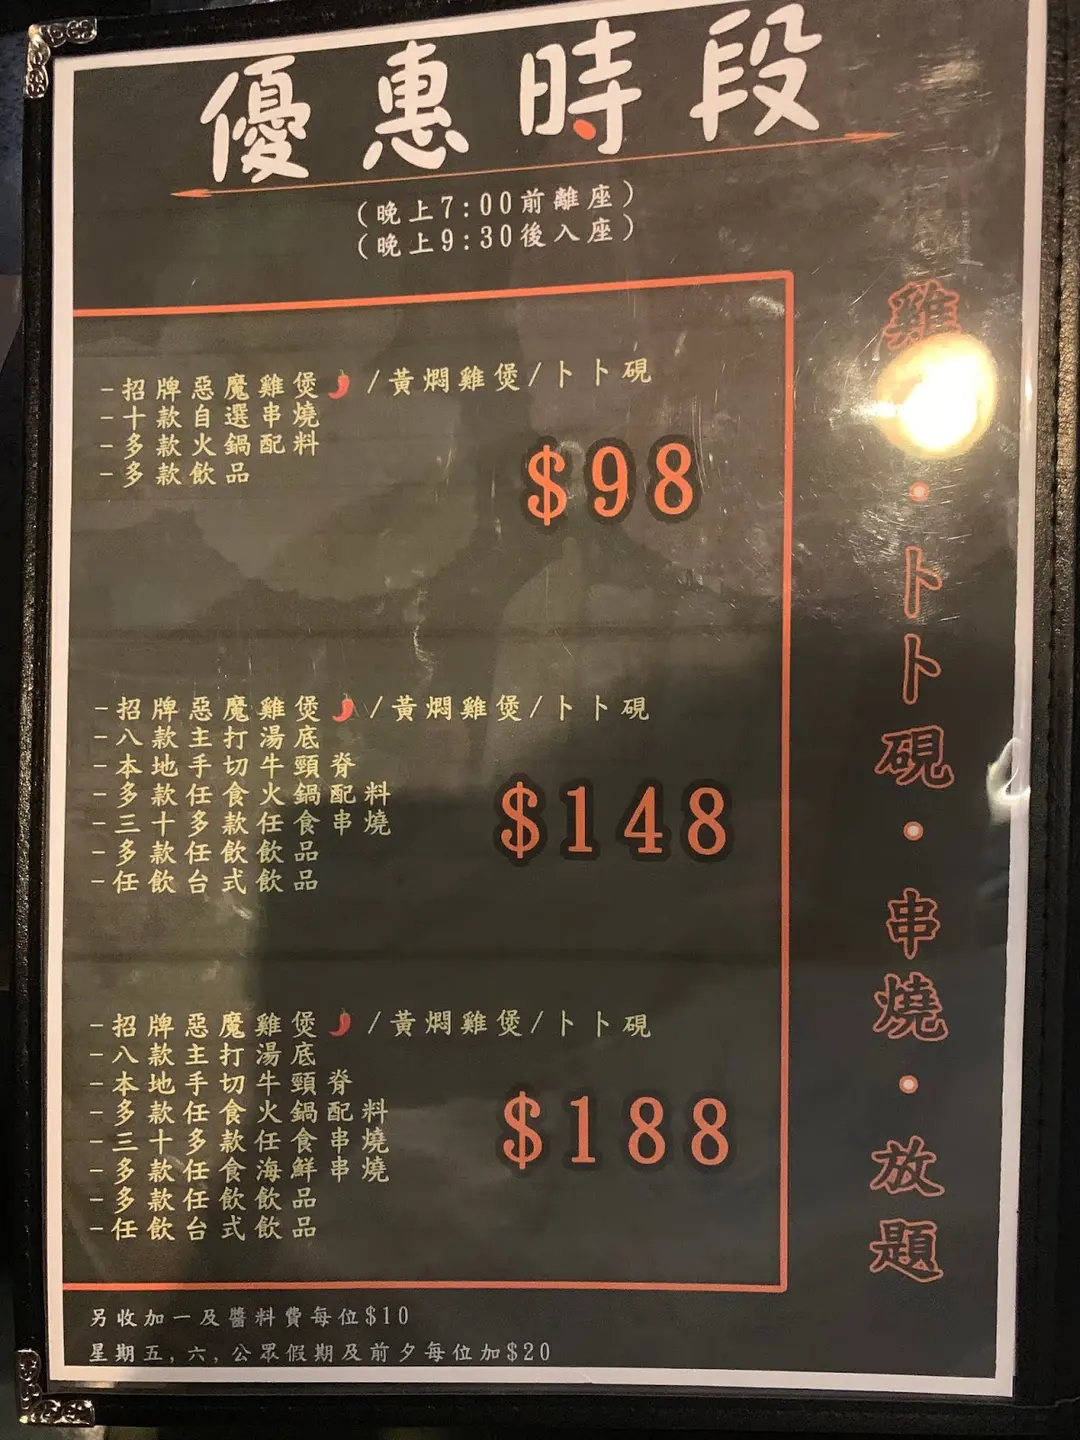 優惠時段
(晚上7:00前離座)
(晚上9:30後入座)
-招牌惡魔雞煲🌶/黃燜雞煲/卜卜蜆
-十款自選串燒
-多款火鍋配料
-多款飲品
$98
-招牌惡魔雞煲🌶/黃燜雞煲/卜卜蜆
-八款主打湯底
-本地手切牛頸脊
-多款任食火鍋配料
-三十多款任食串燒
-多款任飲飲品
-任飲台式飲品
$148
-招牌惡魔雞煲🌶/黃燜雞煲/卜卜蜆
-八款主打湯底
-本地手切牛頸脊
-多款任食火鍋配料
-三十多款任食串燒
-多款任食海鮮串燒
-多款任飲飲品
-任飲台式飲品
$188
雞 · 卜卜蜆 · 串燒 · 放題
另收加一及醬料費每位$10
星期五,六,公眾假期及前夕每位加$20